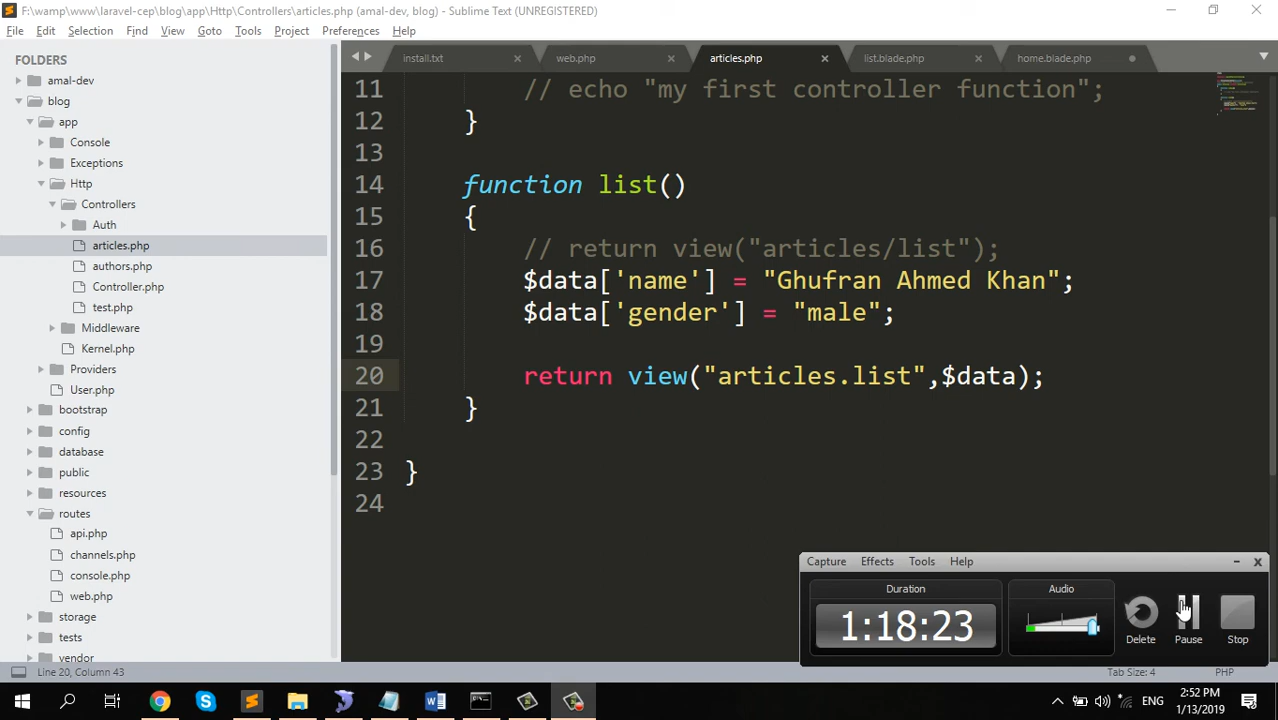 F:\wamp\www\laravel-cep\blog\app\Http\Controllers\articles.php (amal-dev, blog) - Sublime Text (UNREGISTERED)
File Edit Selection Find View Goto Tools Project Preferences Help
FOLDERS
amal-dev
blog
app
Console
Exceptions
Http
Controllers
Auth
articles.php
authors.php
Controller.php
test.php
Middleware
Kernel.php
Providers
User.php
bootstrap
config
database
public
resources
routes
api.php
channels.php
console.php
web.php
storage
tests
vendor
install.txt web.php articles.php list.blade.php home.blade.php
11 // echo "my first controller function";
12 }
13
14 function list()
15 {
16 // return view("articles/list");
17 $data['name'] = "Ghufran Ahmed Khan";
18 $data['gender'] = "male";
19
20 return view("articles.list",$data);
21 }
22
23 }
24
Capture Effects Tools Help
Duration
1:18:23
Audio
Delete Pause Stop
Line 20, Column 43 Tab Size: 4 PHP
ENG
2:52 PM
1/13/2019